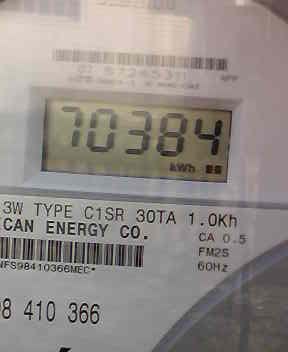 70384
kWh
3W TYPE C1SR 30TA 1.0Kh
CAN ENERGY CO.
CA 0.5
FM2S
60Hz
NFS98410366MEC*
8 410 366